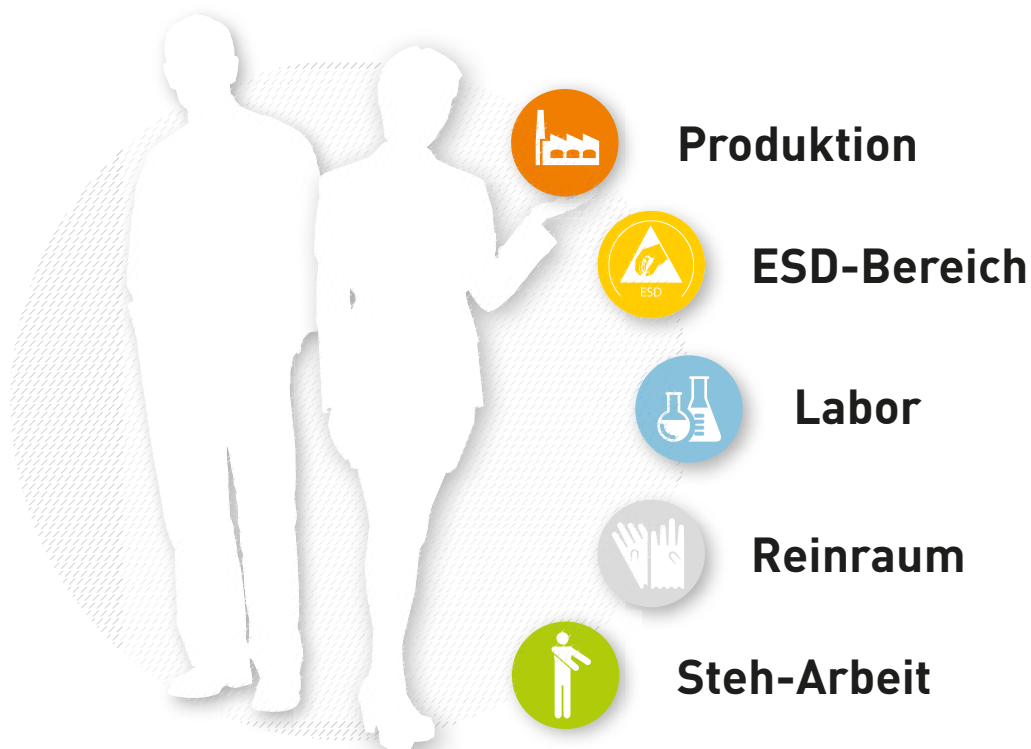 Produktion
ESD-Bereich
ESD
Labor
Reinraum
Steh-Arbeit